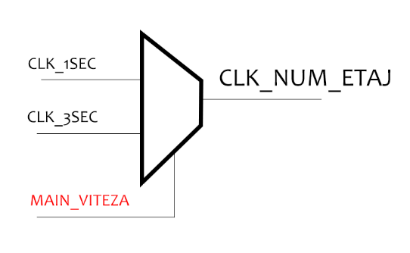 CLK_1SEC
CLK_NUM_ETAJ
CLK_3SEC
MAIN_VITEZA